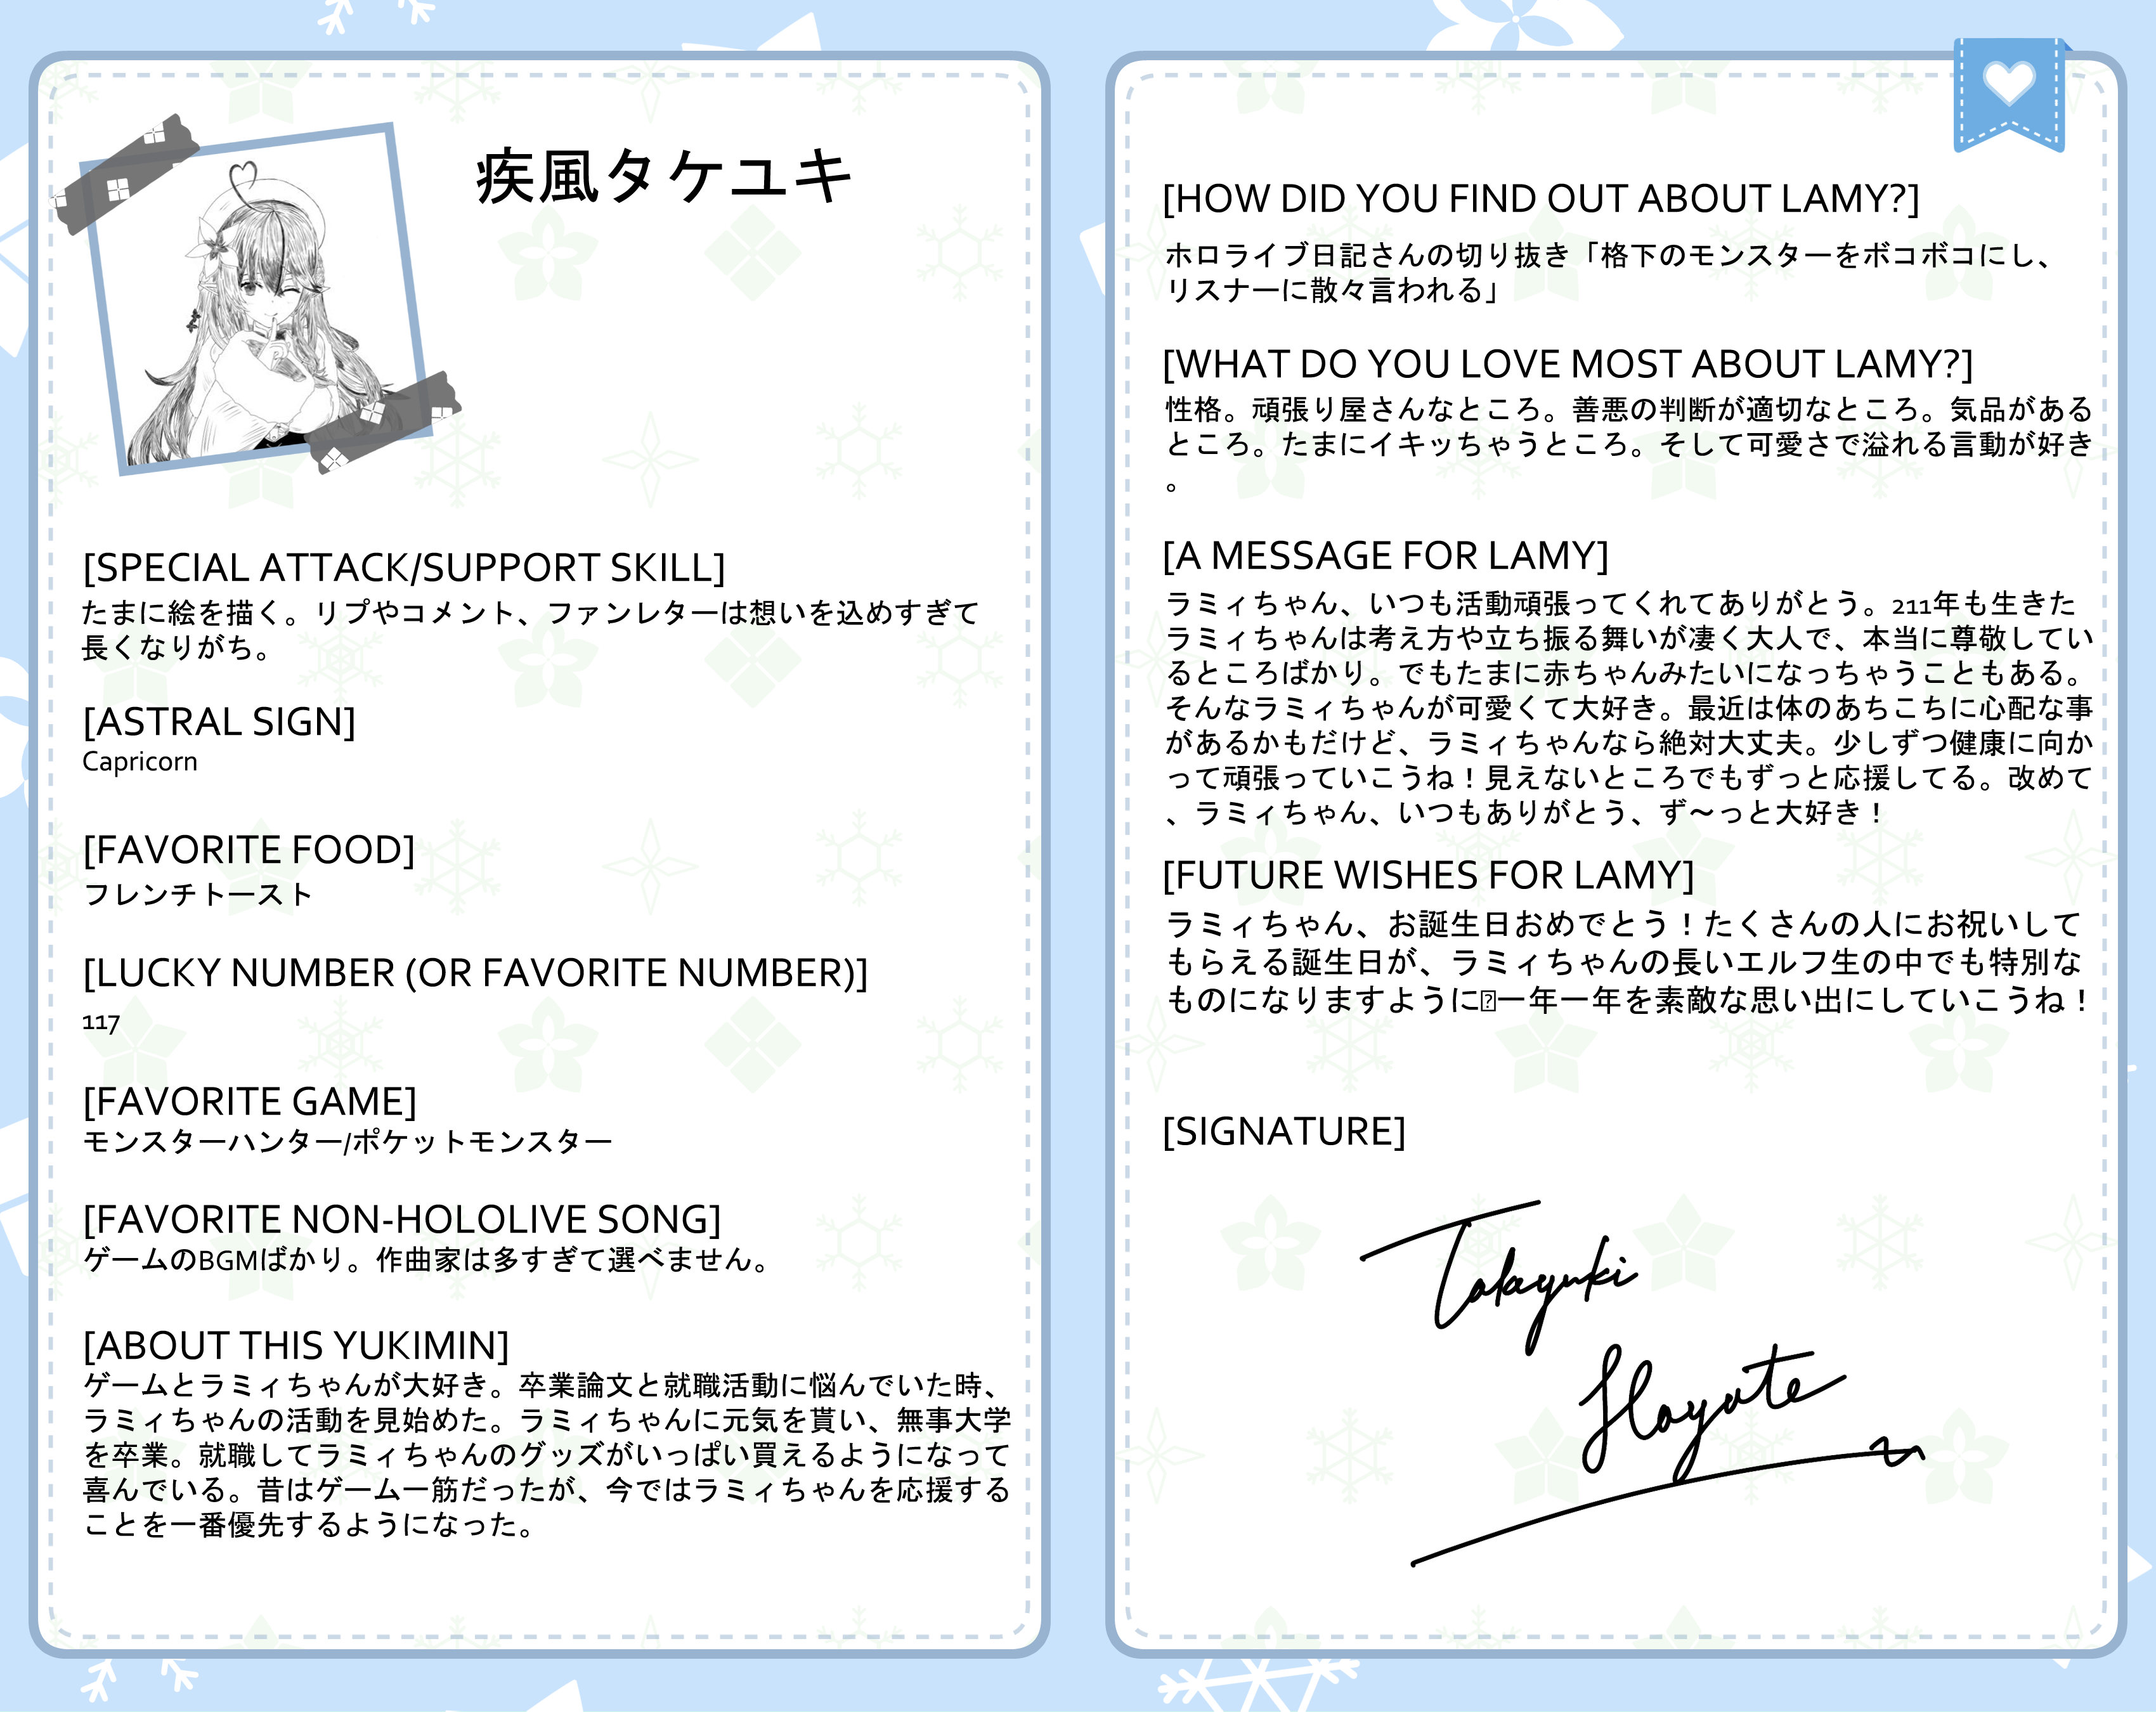 疾風タケユキ
[SPECIAL ATTACK/SUPPORT SKILL]
たまに絵を描く。リプやコメント、ファンレターは想いを込めすぎて
長くなりがち。
[ASTRAL SIGN]
Capricorn
[FAVORITE FOOD]
フレンチトースト
[LUCKY NUMBER (OR FAVORITE NUMBER)]
117
[FAVORITE GAME]
モンスターハンター/ポケットモンスター
[FAVORITE NON-HOLOLIVE SONG]
ゲームのBGMばかり。作曲家は多すぎて選べません。
[ABOUT THIS YUKIMIN]
ゲームとラミィちゃんが大好き。卒業論文と就職活動に悩んでいた時、
ラミィちゃんの活動を見始めた。ラミィちゃんに元気を貰い、無事大学
を卒業。就職してラミィちゃんのグッズがいっぱい買えるようになって
喜んでいる。昔はゲーム一筋だったが、今ではラミィちゃんを応援する
ことを一番優先するようになった。
[HOW DID YOU FIND OUT ABOUT LAMY?]
ホロライブ日記さんの切り抜き「格下のモンスターをボコボコにし、
リスナーに散々言われる」
[WHAT DO YOU LOVE MOST ABOUT LAMY?]
性格。頑張り屋さんなところ。善悪の判断が適切なところ。気品がある
ところ。たまにイキッちゃうところ。そして可愛さで溢れる言動が好き
。
[A MESSAGE FOR LAMY]
ラミィちゃん、いつも活動頑張ってくれてありがとう。211年も生きた
ラミィちゃんは考え方や立ち振る舞いが凄く大人で、本当に尊敬してい
るところばかり。でもたまに赤ちゃんみたいになっちゃうこともある。
そんなラミィちゃんが可愛くて大好き。最近は体のあちこちに心配な事
があるかもだけど、ラミィちゃんなら絶対大丈夫。少しずつ健康に向か
って頑張っていこうね！見えないところでもずっと応援してる。改めて
、ラミィちゃん、いつもありがとう、ず～っと大好き！
[FUTURE WISHES FOR LAMY]
ラミィちゃん、お誕生日おめでとう！たくさんの人にお祝いして
もらえる誕生日が、ラミィちゃんの長いエルフ生の中でも特別な
ものになりますように⍰一年一年を素敵な思い出にしていこうね！
[SIGNATURE]
Takayuki
Hayate